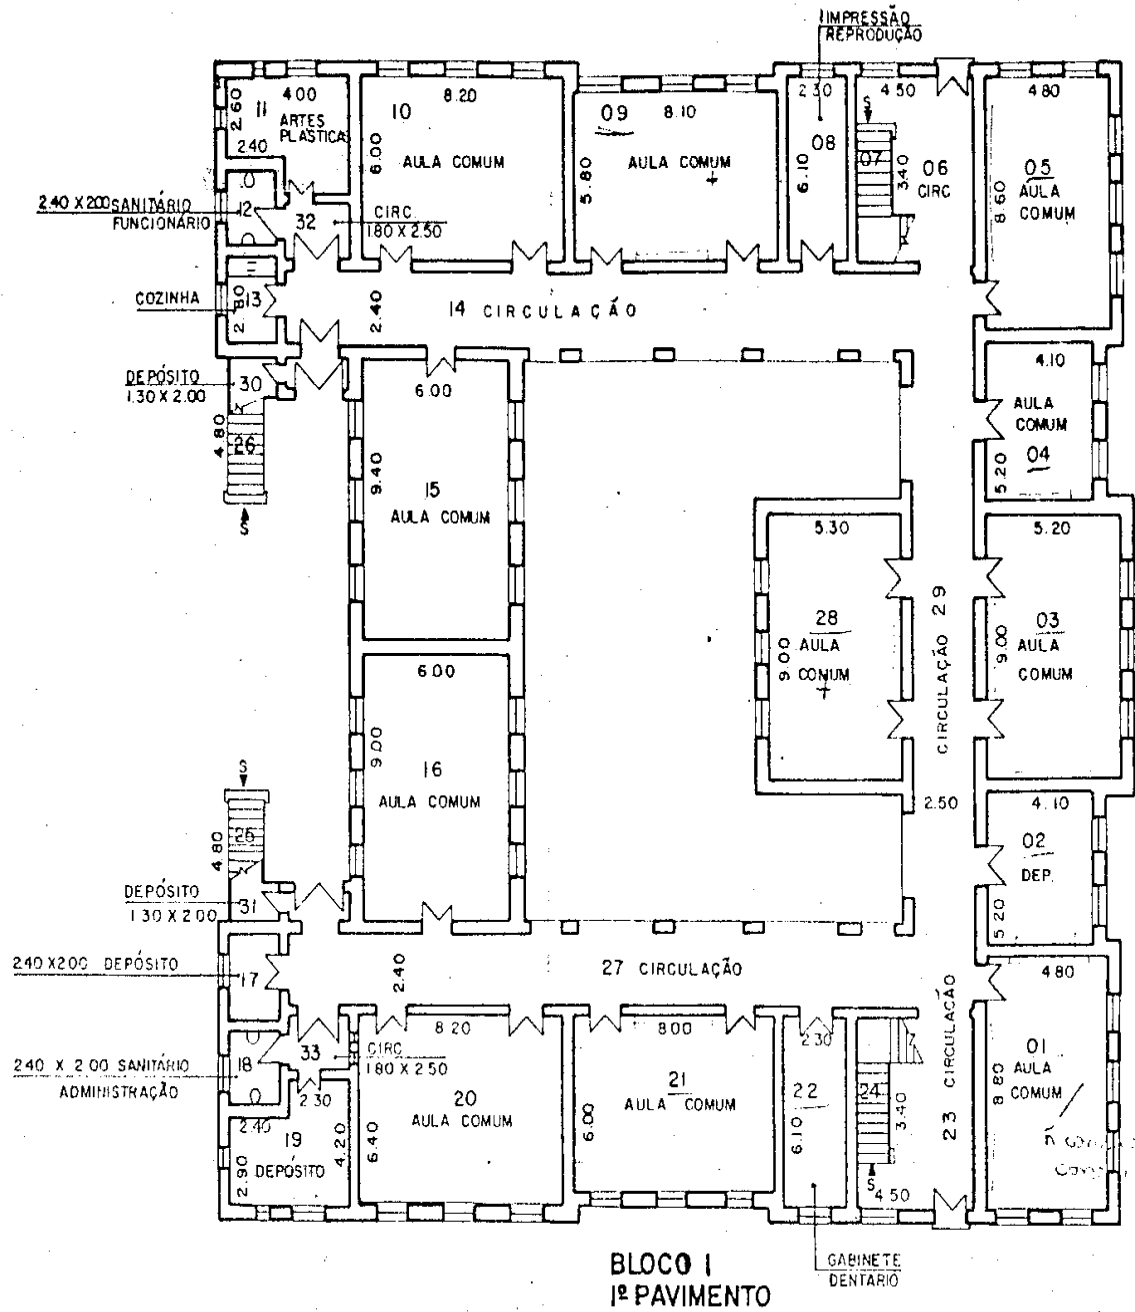 IMPRESSÃO
REPRODUÇÃO
11
4.00
ARTES
PLASTICA
2.60
2.40
10
8.20
6.00
AULA COMUM
09
8.10
5.80
AULA COMUM
2.30
08
6.10
4.50
S
07
3.40
06
CIRC
4.80
05
AULA
COMUM
8.60
2.40 X 2.00 SANITÁRIO
FUNCIONÁRIO
12
32
CIRC.
1.80 X 2.50
COZINHA
13
2.80
2.40
14 CIRCULAÇÃO
DEPÓSITO
1.30 X 2.00
30
4.80
26
S
6.00
9.40
15
AULA COMUM
4.10
AULA
COMUM
04
5.20
5.30
28
AULA
COMUM
9.00
CIRCULAÇÃO 29
5.20
03
AULA
COMUM
9.00
6.00
9.00
16
AULA COMUM
S
25
4.80
2.50
4.10
02
DEP.
5.20
DEPÓSITO
1.30 X 2.00
31
2.40 X 2.00 DEPÓSITO
17
2.40
27 CIRCULAÇÃO
4.80
01
AULA
COMUM
8.80
2.40 X 2.00 SANITÁRIO
ADMINISTRAÇÃO
18
33
CIRC
1.80 X 2.50
2.30
2.40
19
DEPÓSITO
2.90
4.20
8.20
20
AULA COMUM
6.40
8.00
21
AULA COMUM
6.00
2.30
22
6.10
24
3.40
S
4.50
23 CIRCULAÇÃO
GABINETE
DENTARIO
BLOCO 1
1º PAVIMENTO